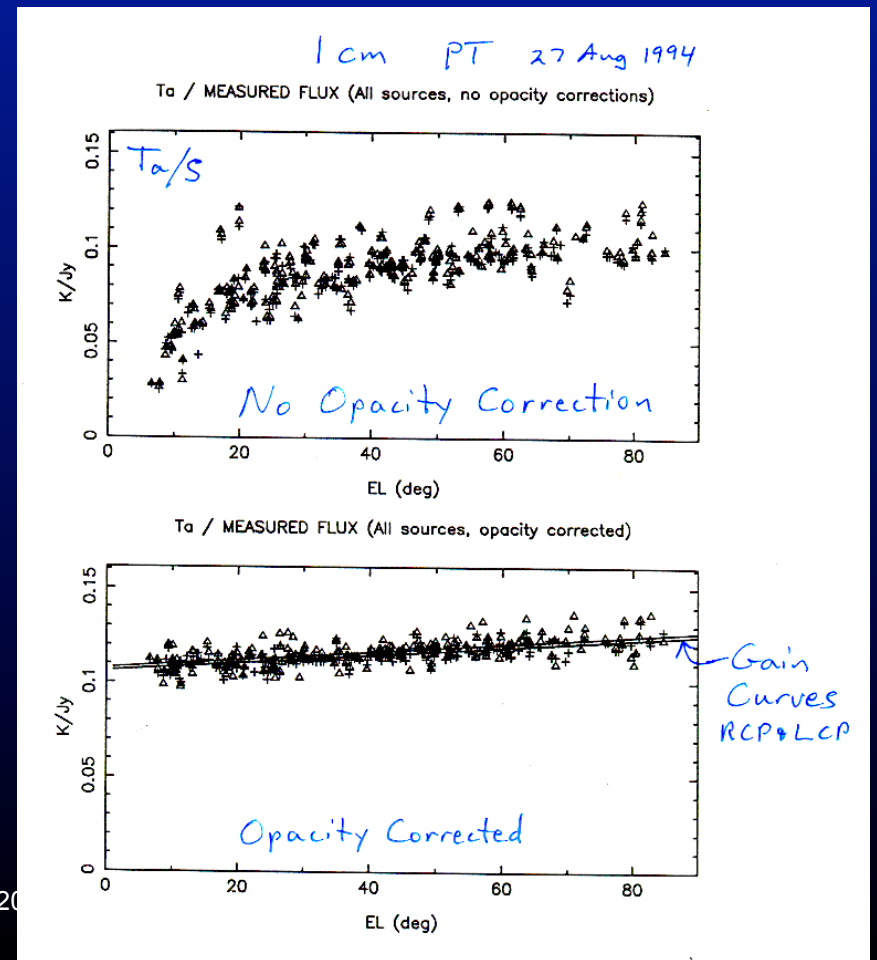 1 cm PT 27 Aug 1994
Ta / MEASURED FLUX (All sources, no opacity corrections)
Ta/S
0.15
0.1
K/Jy
0.05
0
No Opacity Correction
0 20 40 60 80
EL (deg)
Ta / MEASURED FLUX (All sources, opacity corrected)
0.15
0.1
K/Jy
0.05
0
Gain
Curves
RCP & LCP
Opacity Corrected
0 20 40 60 80
EL (deg)
20